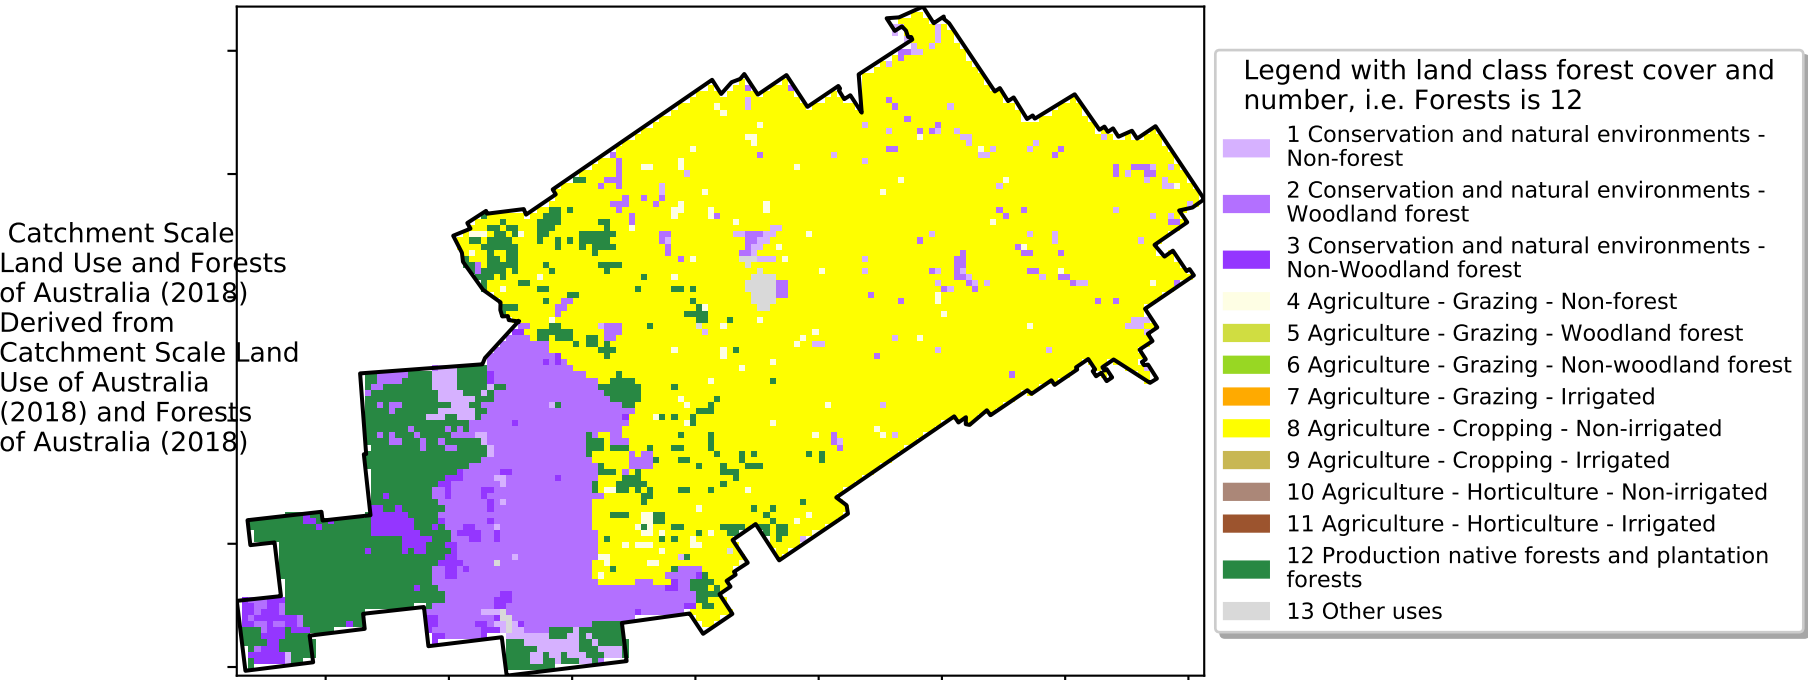 Catchment Scale
Land Use and Forests
of Australia (2018)
Derived from
Catchment Scale Land
Use of Australia
(2018) and Forests
of Australia (2018)
Legend with land class forest cover and
number, i.e. Forests is 12
1 Conservation and natural environments -
Non-forest
2 Conservation and natural environments -
Woodland forest
3 Conservation and natural environments -
Non-Woodland forest
4 Agriculture - Grazing - Non-forest
5 Agriculture - Grazing - Woodland forest
6 Agriculture - Grazing - Non-woodland forest
7 Agriculture - Grazing - Irrigated
8 Agriculture - Cropping - Non-irrigated
9 Agriculture - Cropping - Irrigated
10 Agriculture - Horticulture - Non-irrigated
11 Agriculture - Horticulture - Irrigated
12 Production native forests and plantation
forests
13 Other uses